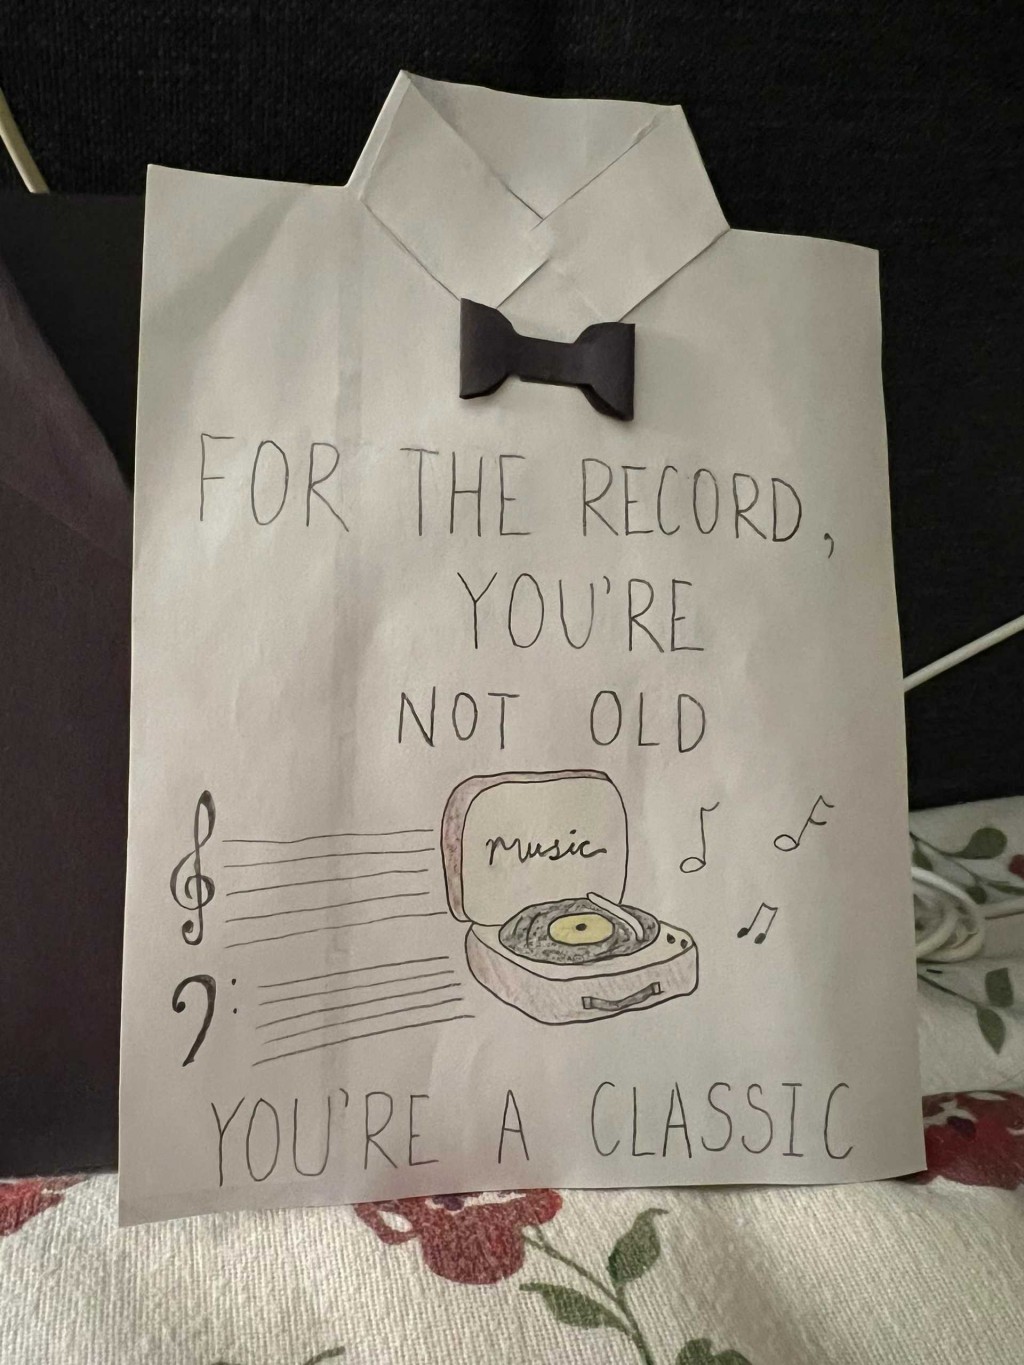 FOR THE RECORD,
YOU'RE
NOT OLD
music
YOU'RE A CLASSIC